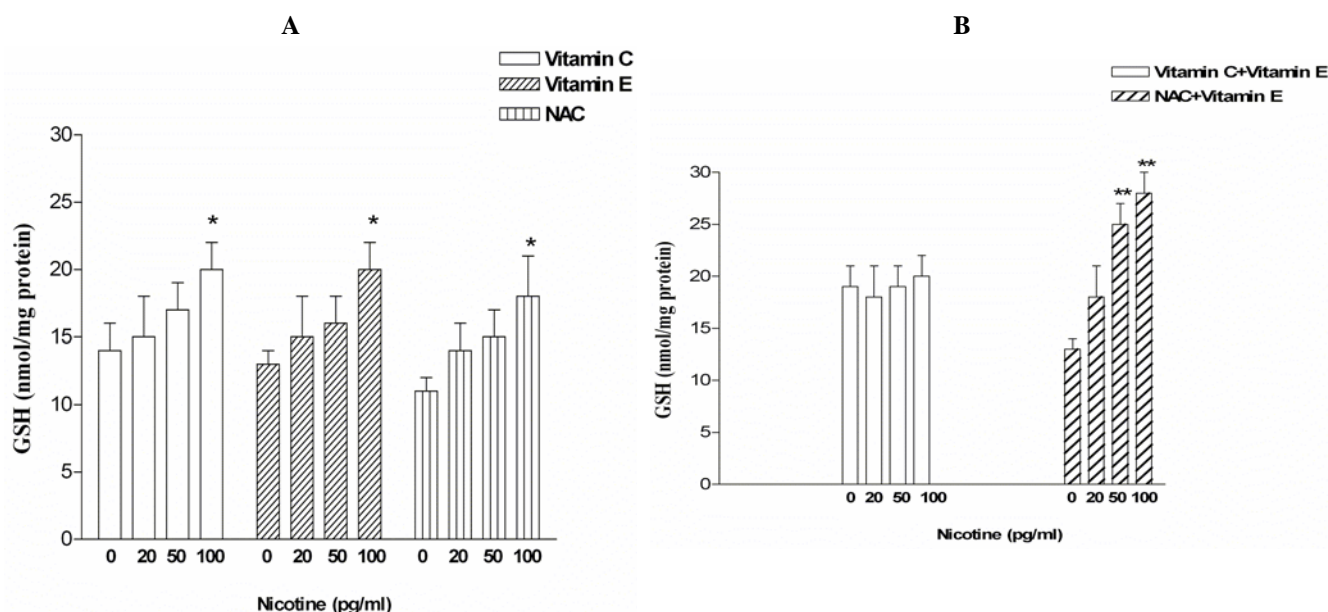 A
Vitamin C
Vitamin E
NAC
GSH (nmol/mg protein)
30
25
20
15
10
5
0
* * *
0 20 50 100 0 20 50 100 0 20 50 100
Nicotine (pg/ml)
B
Vitamin C+Vitamin E
NAC+Vitamin E
GSH (nmol/mg protein)
30
25
20
15
10
5
0
** **
0 20 50 100 0 20 50 100
Nicotine (pg/ml)